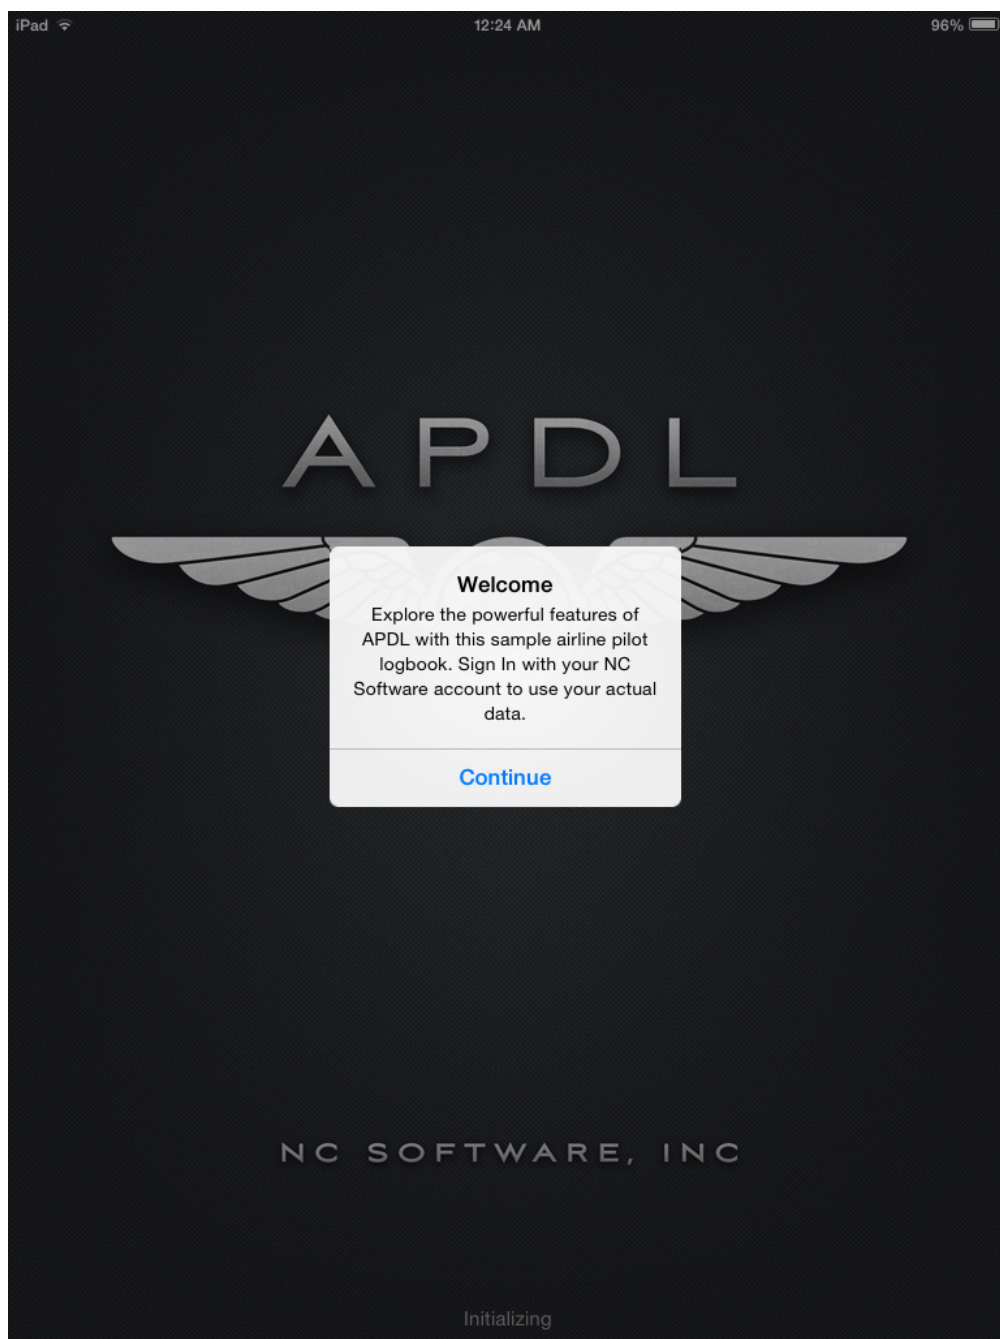 iPad 12:24 AM 96%
APDL
Welcome
Explore the powerful features of
APDL with this sample airline pilot
logbook. Sign In with your NC
Software account to use your actual
data.
Continue
NC SOFTWARE, INC
Initializing